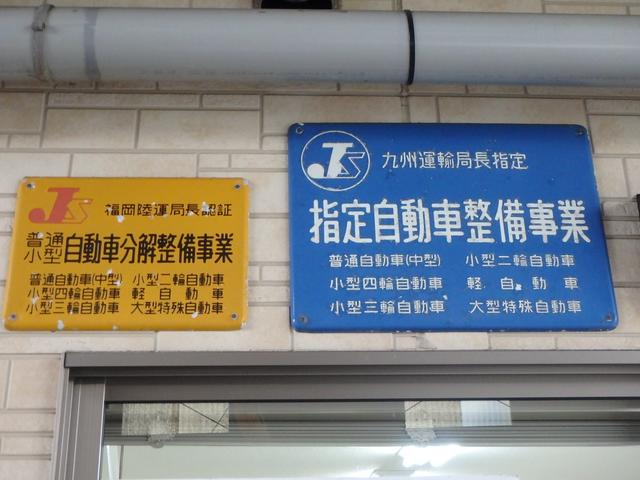 JS 福岡陸運局長認証
普通
小型 自動車分解整備事業
普通自動車(中型) 小型二輪自動車
小型四輪自動車 軽自動車
小型三輪自動車 大型特殊自動車
JS 九州運輸局長指定
指定自動車整備事業
普通自動車(中型) 小型二輪自動車
小型四輪自動車 軽自動車
小型三輪自動車 大型特殊自動車